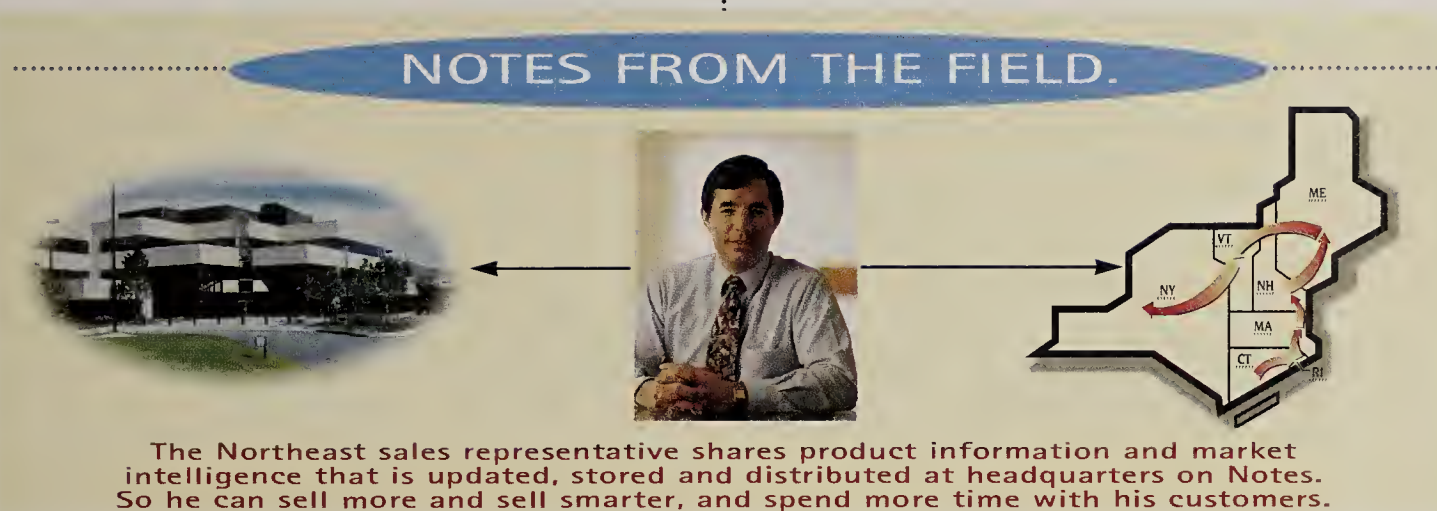 NOTES FROM THE FIELD.
ME
VT
NY
NH
MA
CT
RI
The Northeast sales representative shares product information and market
intelligence that is updated, stored and distributed at headquarters on Notes.
So he can sell more and sell smarter, and spend more time with his customers.